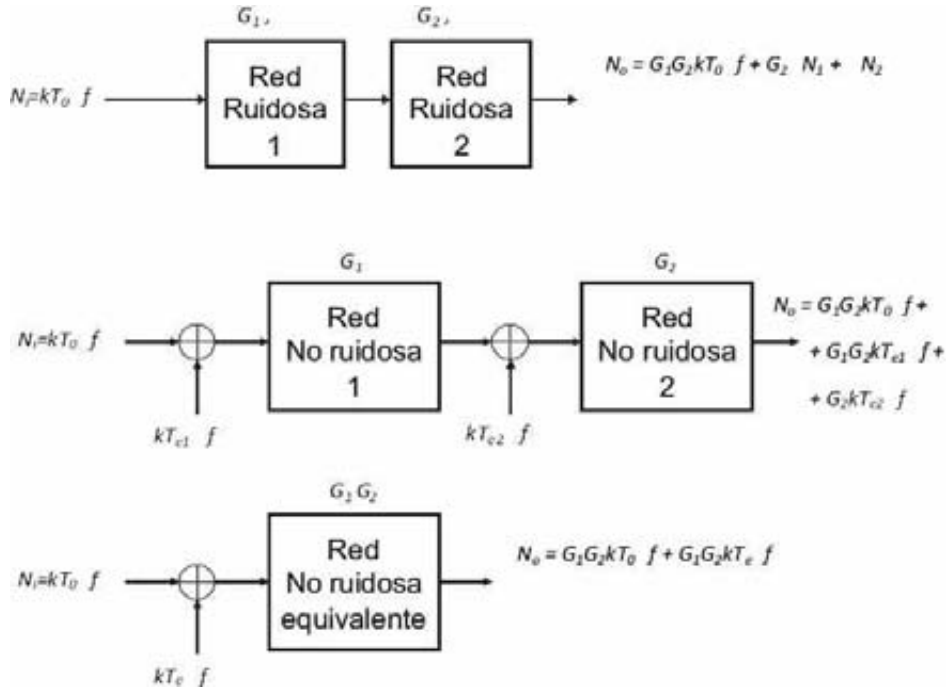 G₁,
G₂,
Nᵢ=kT₀ f
Red
Ruidosa
1
Red
Ruidosa
2
Nₒ = G₁G₂kT₀ f + G₂ N₁ + N₂
G₁
G₂
Nᵢ=kT₀ f
Red
No ruidosa
1
Red
No ruidosa
2
Nₒ = G₁G₂kT₀ f +
+ G₁G₂kTₑ₁ f +
+ G₂kTₑ₂ f
kTₑ₁ f
kTₑ₂ f
G₁ G₂
Nᵢ=kT₀ f
Red
No ruidosa
equivalente
Nₒ = G₁G₂kT₀ f + G₁G₂kTₑ f
kTₑ f